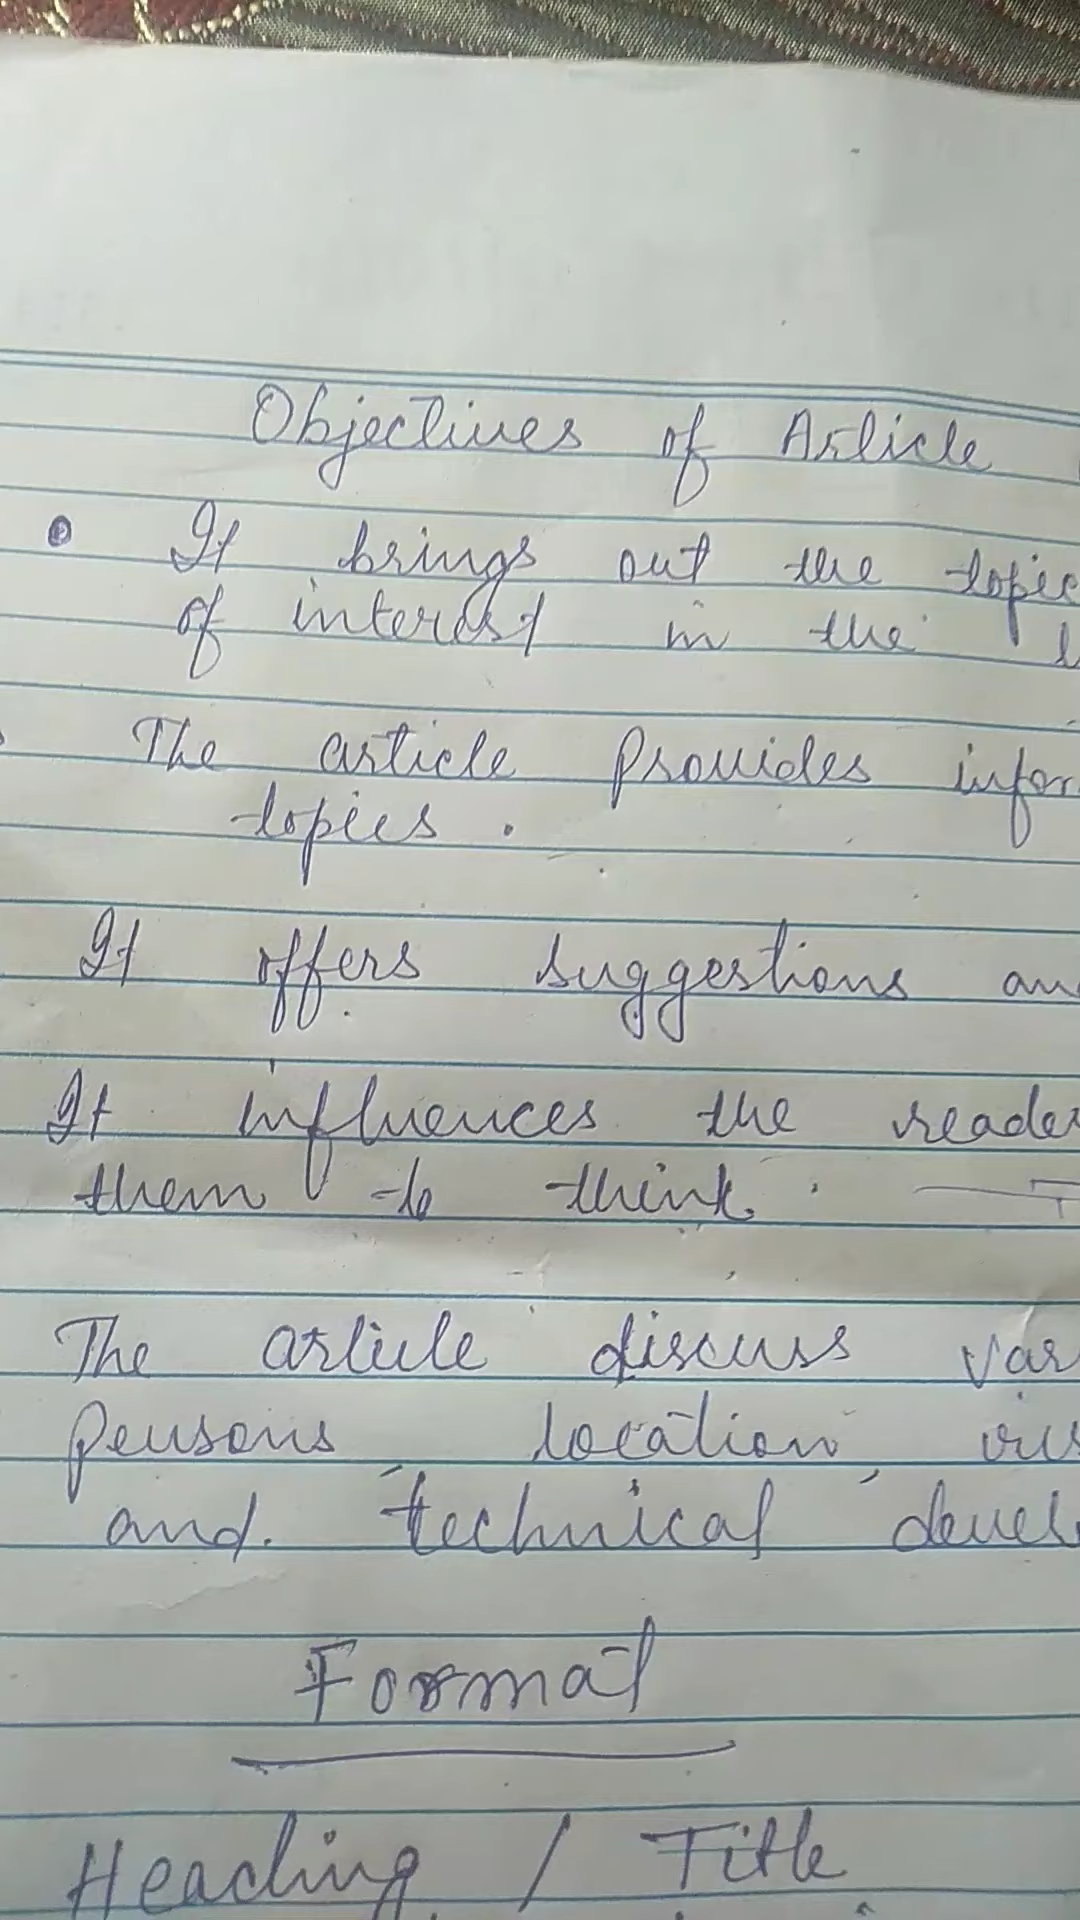 Objectives of Article
It brings out the topic
of interest in the
The article Provides infor
topics.
It offers suggestions an
It influences the reade
them to think.
The article discuss var
persons, location,
and technical devel
Format
Heading / Title